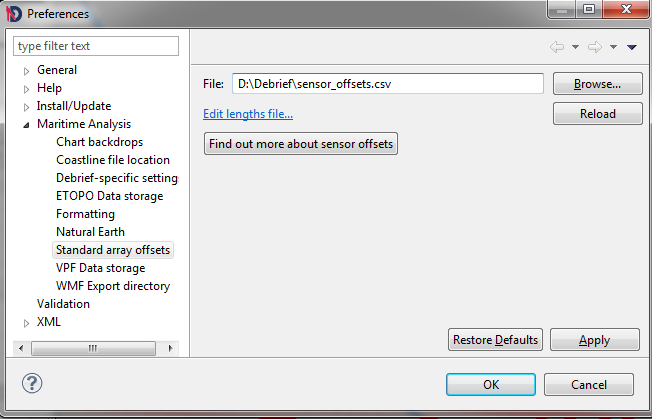 Preferences
type filter text
General
Help
Install/Update
Maritime Analysis
Chart backdrops
Coastline file location
Debrief-specific setting
ETOPO Data storage
Formatting
Natural Earth
Standard array offsets
VPF Data storage
WMF Export directory
Validation
XML
File: D:\Debrief\sensor_offsets.csv Browse...
Edit lengths file... Reload
Find out more about sensor offsets
Restore Defaults Apply
? OK Cancel